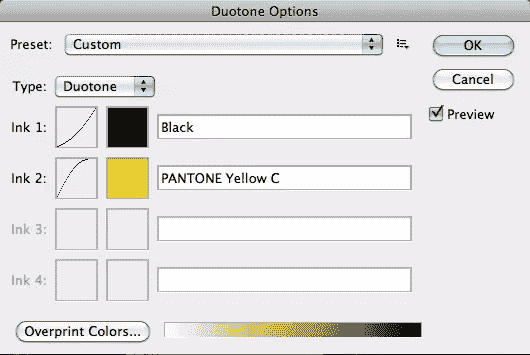 Duotone Options
Preset: Custom OK
Type: Duotone Cancel
Preview
Ink 1: Black
Ink 2: PANTONE Yellow C
Ink 3:
Ink 4:
Overprint Colors...